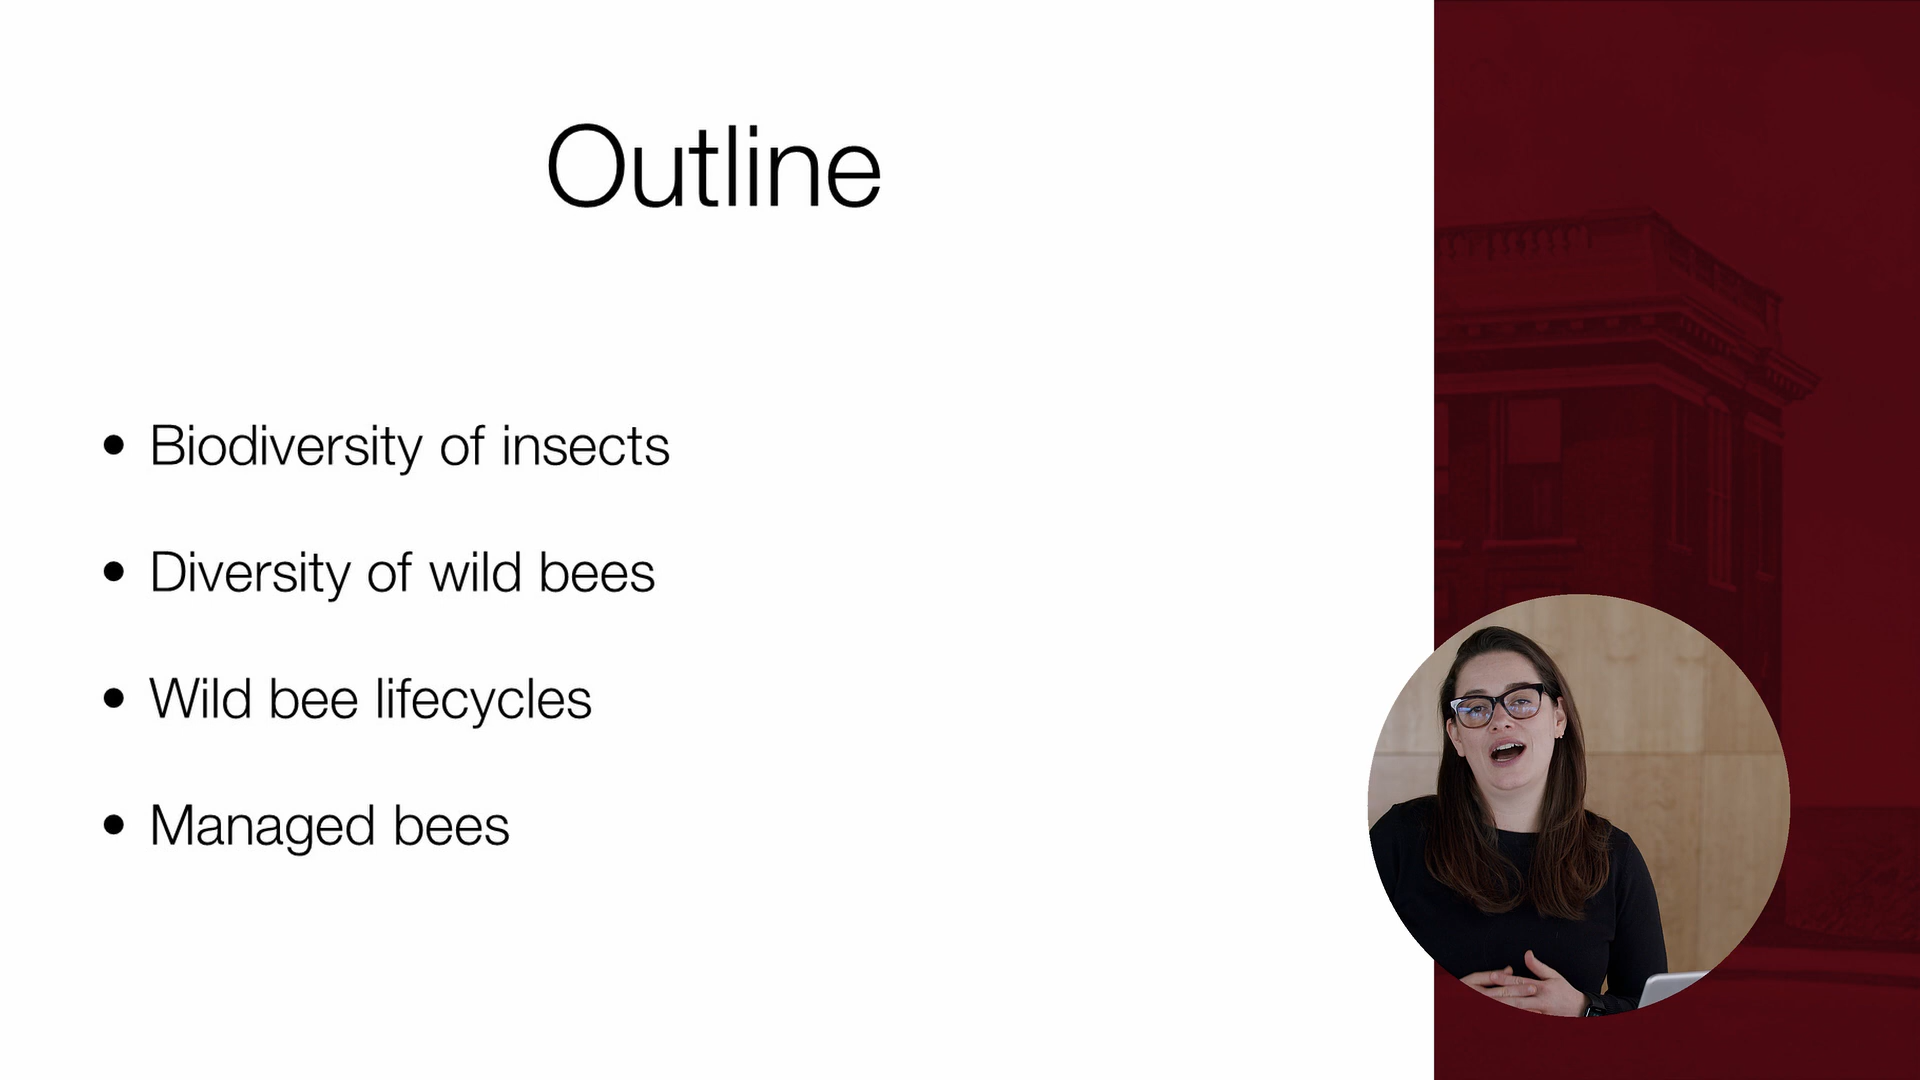 Outline
• Biodiversity of insects
• Diversity of wild bees
• Wild bee lifecycles
• Managed bees